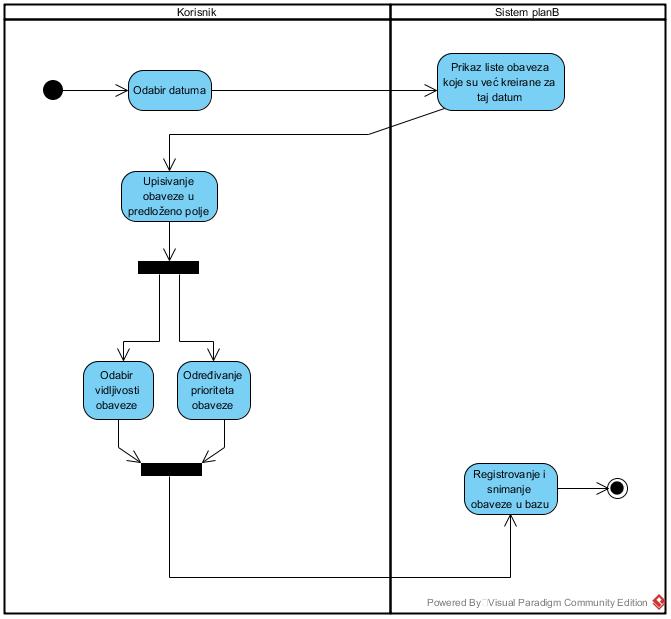 Korisnik
Sistem planB
Odabir datuma
Prikaz liste obaveza
koje su već kreirane za
taj datum
Upisivanje
obaveze u
predloženo polje
Odabir
vidljivosti
obaveze
Određivanje
prioriteta
obaveze
Registrovanje i
snimanje
obaveze u bazu
Powered By Visual Paradigm Community Edition